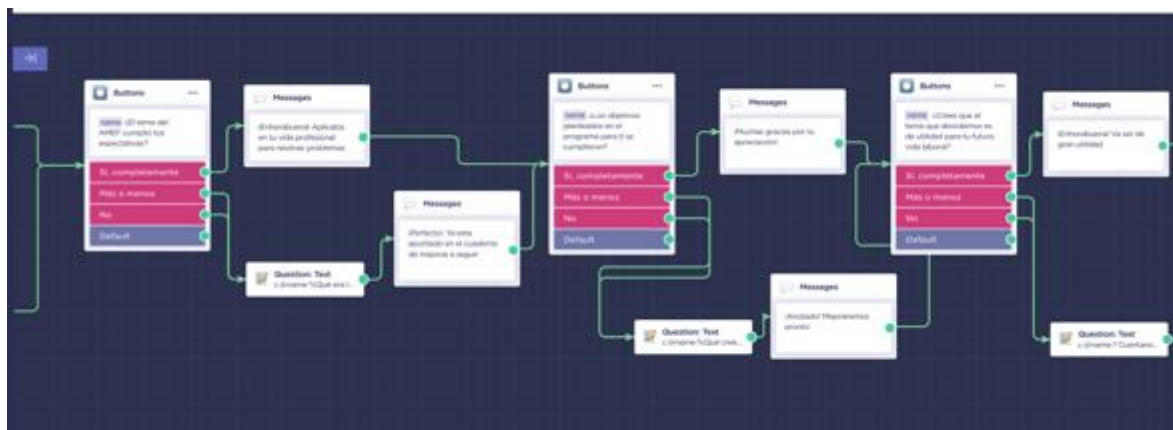 Buttons
name ¿El tema del
AMEF cumplió tus
expectativas?
Sí, completamente
Más o menos
No
Default
Messages
¡Enhorabuena! Aplícalos
en tu vida profesional
para resolver problemas
Messages
¡Perfecto! Ya esta
apuntado en el cuaderno
de mejoras a seguir
Question: Text
Buttons
name ¿Los objetivos
planteados en el
programa para ti se
cumplieron?
Sí, completamente
Más o menos
No
Default
Messages
¡Muchas gracias por tu
apreciación!
Question: Text
Messages
¡Anotado! Mejoraremos
pronto
Buttons
name ¿Crees que el
tema que abordamos es
de utilidad para tu futura
vida laboral?
Sí, completamente
Más o menos
No
Default
Messages
¡Enhorabuena! Va ser de
gran utilidad
Question: Text